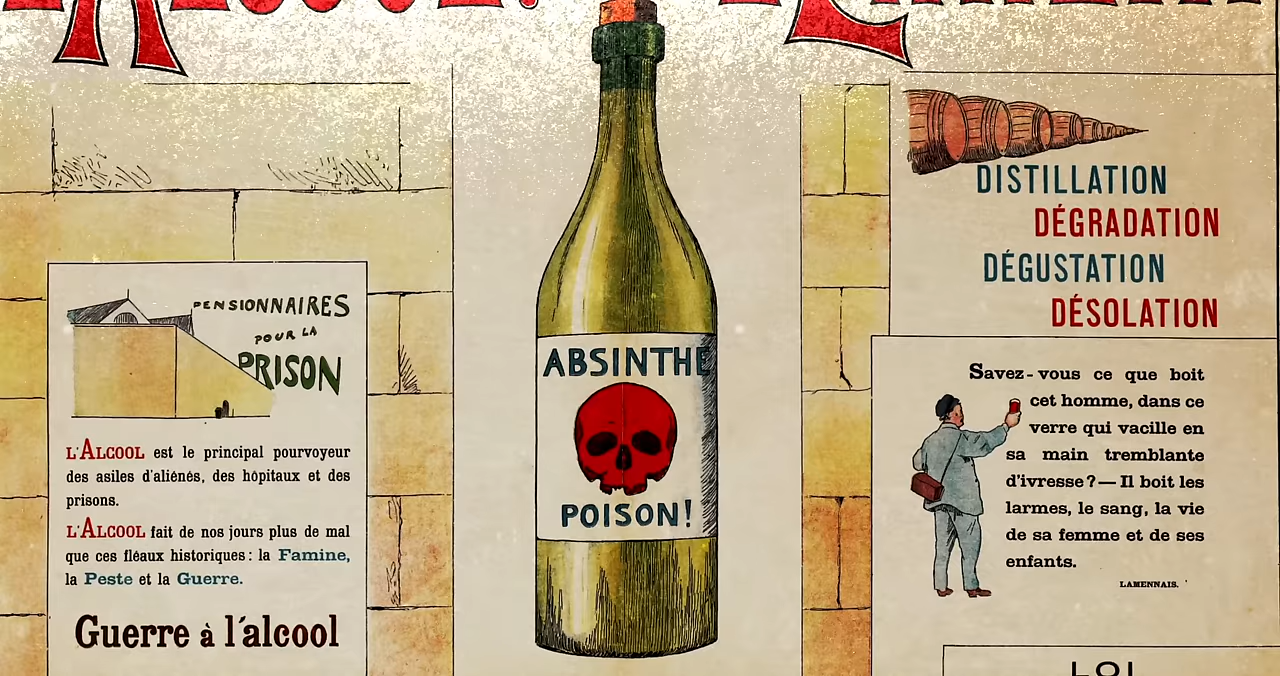 PENSIONNAIRES
POUR LA
PRISON
L'ALCOOL est le principal pourvoyeur
des asiles d'aliénés, des hôpitaux et des
prisons.
L'ALCOOL fait de nos jours plus de mal
que ces fléaux historiques : la Famine,
la Peste et la Guerre.
Guerre à l'alcool
ABSINTHE
POISON!
DISTILLATION
DÉGRADATION
DÉGUSTATION
DÉSOLATION
Savez-vous ce que boit
cet homme, dans ce
verre qui vacille en
sa main tremblante
d'ivresse? — Il boit les
larmes, le sang, la vie
de sa femme et de ses
enfants.
LAMENNAIS.
LOI